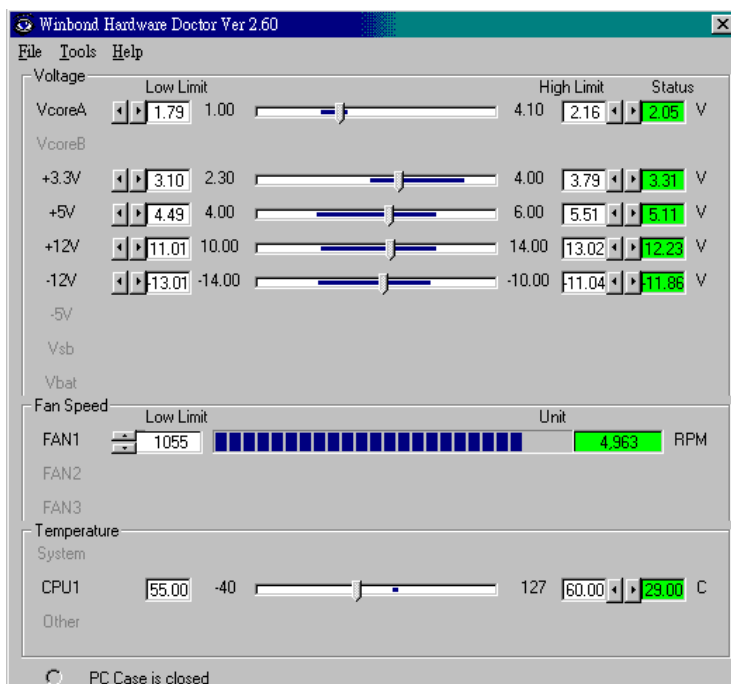 Winbond Hardware Doctor Ver 2.60
File Tools Help
Voltage
Low Limit High Limit Status
VcoreA 1.79 1.00 4.10 2.16 2.05 V
VcoreB
+3.3V 3.10 2.30 4.00 3.79 3.31 V
+5V 4.49 4.00 6.00 5.51 5.11 V
+12V 11.01 10.00 14.00 13.02 12.23 V
-12V -13.01 -14.00 -10.00 -11.04 -11.86 V
-5V
Vsb
Vbat
Fan Speed
Low Limit Unit
FAN1 1055 4,963 RPM
FAN2
FAN3
Temperature
System
CPU1 55.00 -40 127 60.00 29.00 C
Other
PC Case is closed